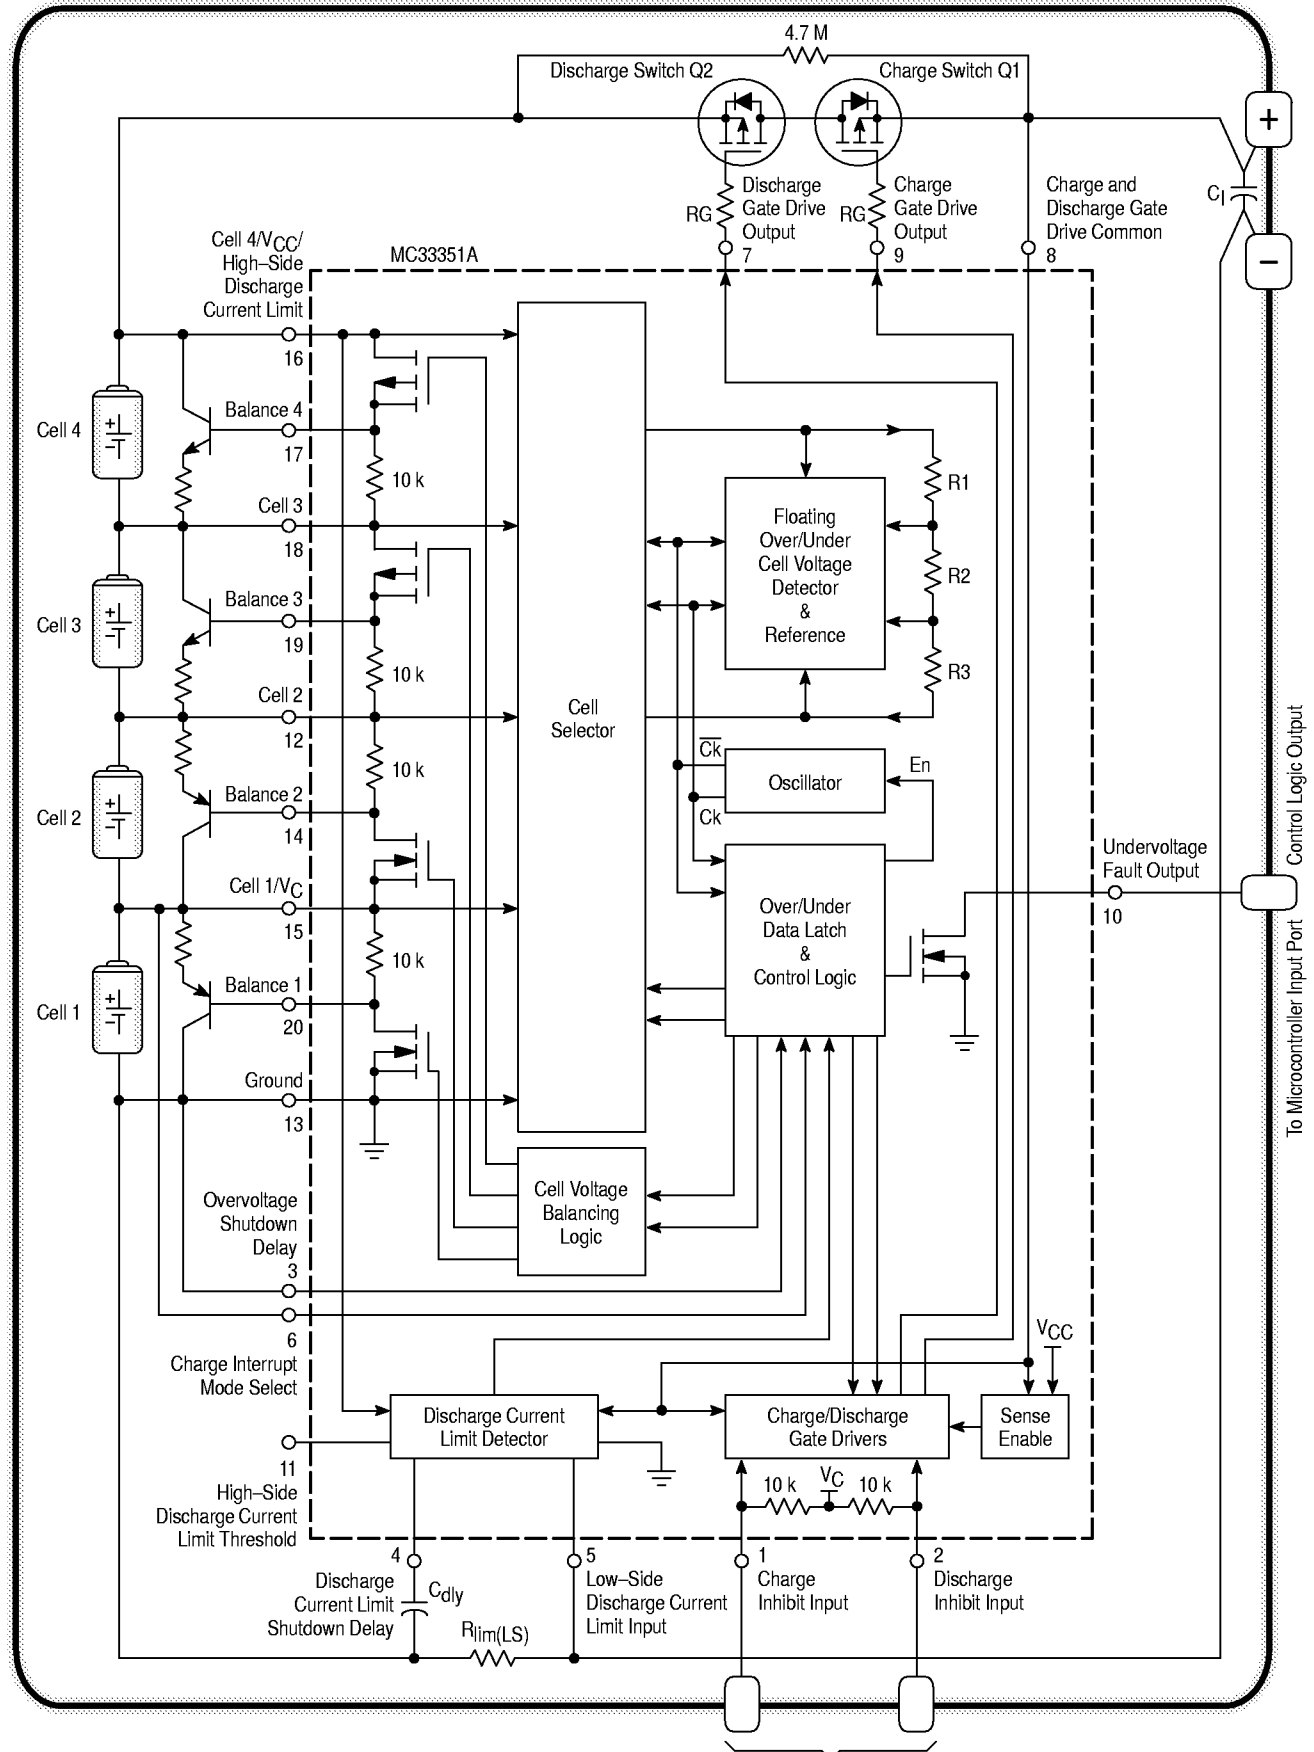 4.7 M
Discharge Switch Q2
Charge Switch Q1
+
Discharge
Gate Drive
Output
RG
7
Charge
Gate Drive
Output
RG
9
Charge and
Discharge Gate
Drive Common
8
CI
−
Cell 4/VCC/
High–Side
Discharge
Current Limit
16
MC33351A
Cell 4
+
−
Balance 4
17
10 k
Cell 3
18
Cell 3
+
−
Balance 3
19
10 k
Cell 2
12
10 k
Cell 2
+
−
Balance 2
14
Cell 1/VC
15
10 k
Cell 1
+
−
Balance 1
20
Ground
13
Cell
Selector
Floating
Over/Under
Cell Voltage
Detector
&
Reference
R1
R2
R3
C̅k̅
Ck
Oscillator
En
Over/Under
Data Latch
&
Control Logic
Undervoltage
Fault Output
10
To Microcontroller Input Port
Control Logic Output
Cell Voltage
Balancing
Logic
Overvoltage
Shutdown
Delay
3
6
Charge Interrupt
Mode Select
VCC
Discharge Current
Limit Detector
Charge/Discharge
Gate Drivers
Sense
Enable
11
High–Side
Discharge Current
Limit Threshold
10 k
VC
10 k
4
Discharge
Current Limit
Shutdown Delay
Cdly
5
Low–Side
Discharge Current
Limit Input
1
Charge
Inhibit Input
2
Discharge
Inhibit Input
Rlim(LS)